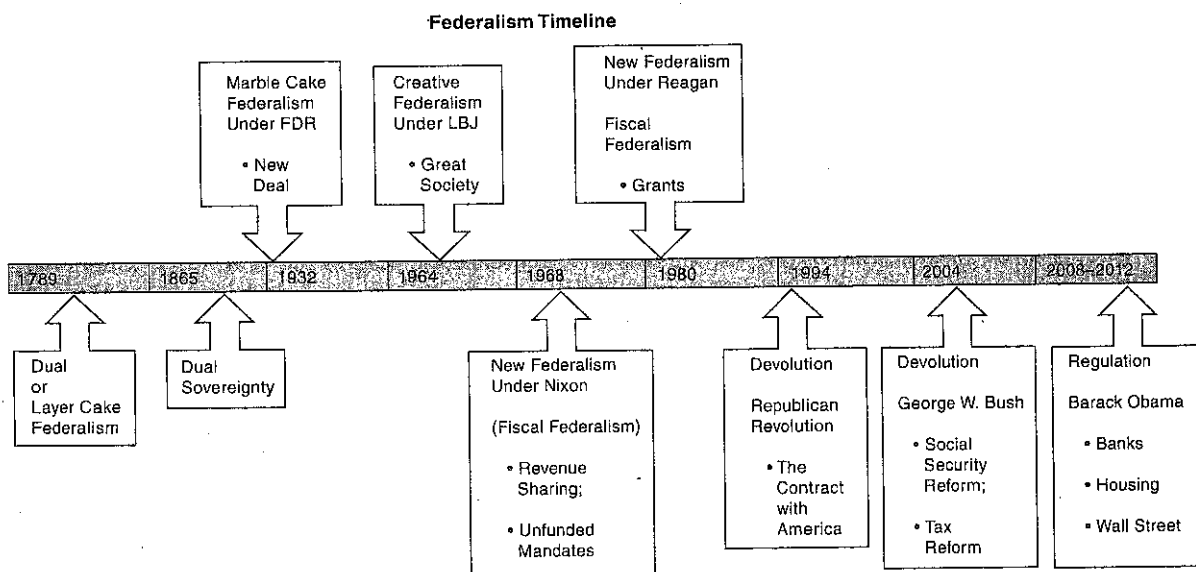 Federalism Timeline
Marble Cake
Federalism
Under FDR
• New
Deal
Creative
Federalism
Under LBJ
• Great
Society
New Federalism
Under Reagan
Fiscal
Federalism
• Grants
1789
1865
1932
1964
1968
1980
1994
2004
2008–2012
Dual
or
Layer Cake
Federalism
Dual
Sovereignty
New Federalism
Under Nixon
(Fiscal Federalism)
• Revenue
Sharing;
• Unfunded
Mandates
Devolution
Republican
Revolution
• The
Contract
with
America
Devolution
George W. Bush
• Social
Security
Reform;
• Tax
Reform
Regulation
Barack Obama
• Banks
• Housing
• Wall Street